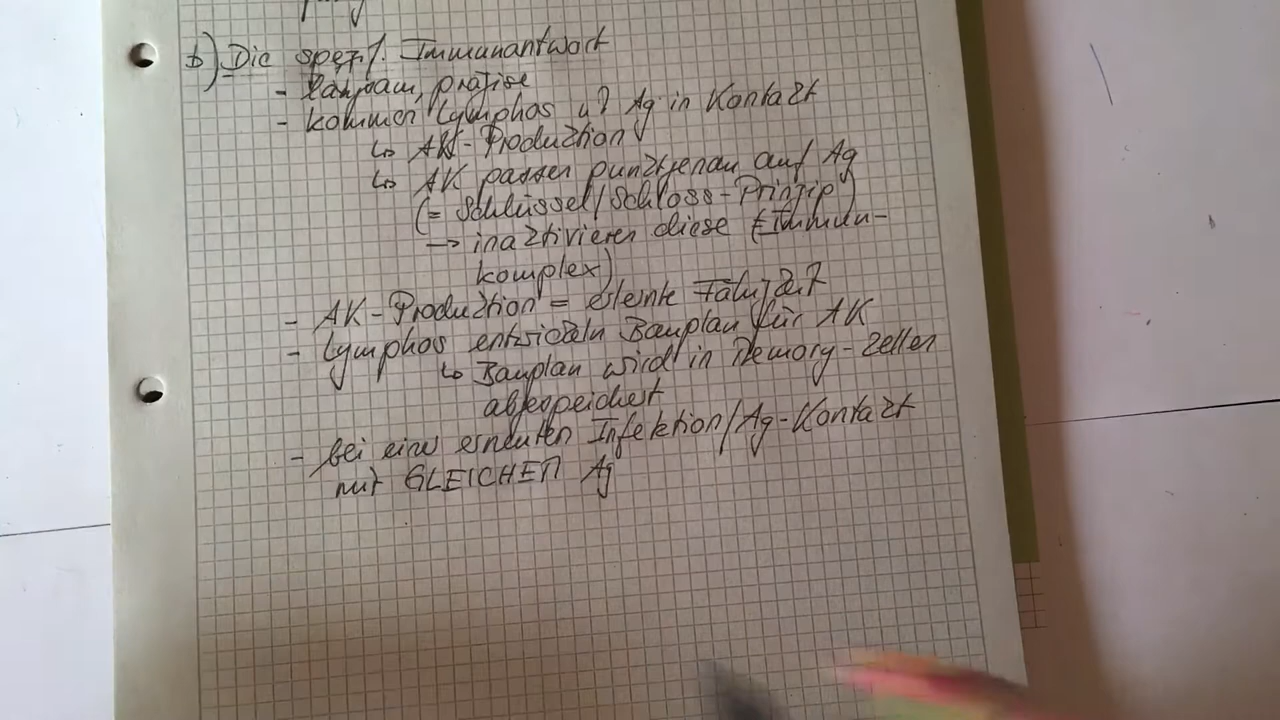 b) Die spez. Immunantwort
- langsam, präzise
- kommen Lymphos u? Ag in Kontakt
↳ AK-Produktion
↳ AK passen punktgenau auf Ag
(= Schlüssel/Schloss-Prinzip)
→ inaktivieren diese (Immun-
komplex)
- AK-Produktion = erlernte Fähigkeit
- Lymphos entwickeln Bauplan für AK
↳ Bauplan wird in Memory-Zellen
abgespeichert
- bei einer erneuten Infektion/Ag-Kontakt
mit GLEICHEN Ag